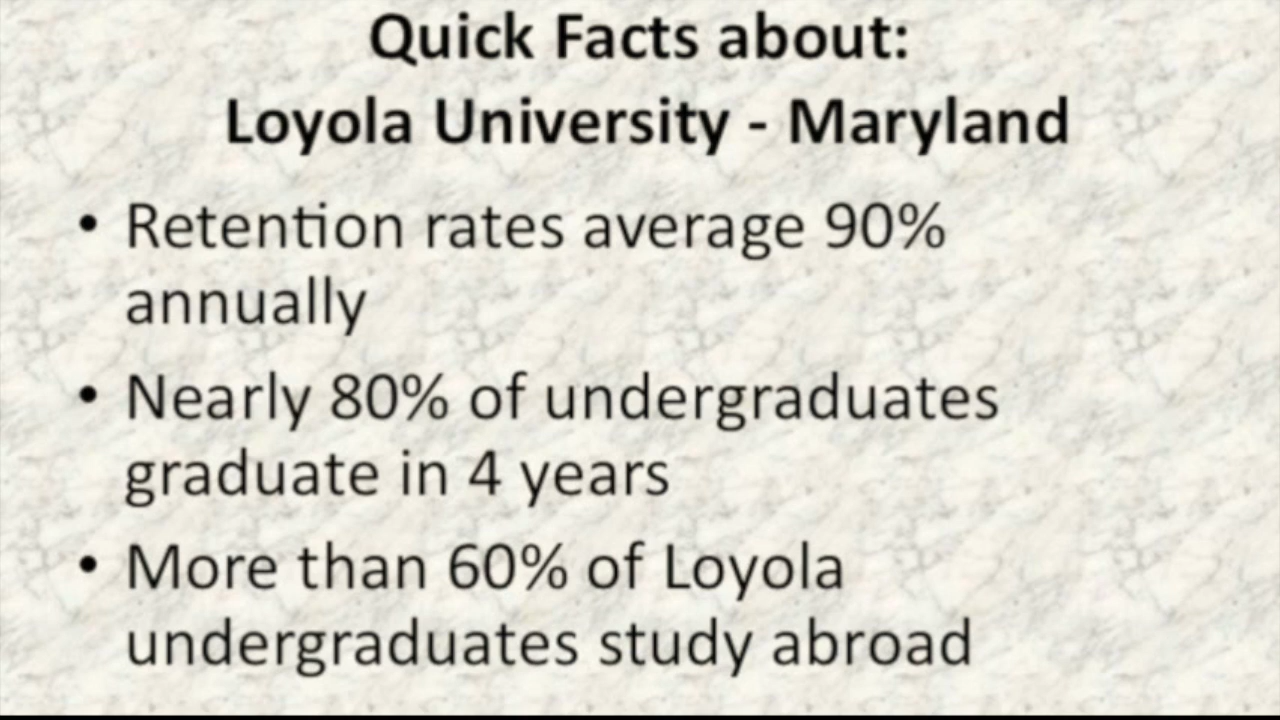 Quick Facts about:
Loyola University - Maryland
• Retention rates average 90%
annually
• Nearly 80% of undergraduates
graduate in 4 years
• More than 60% of Loyola
undergraduates study abroad